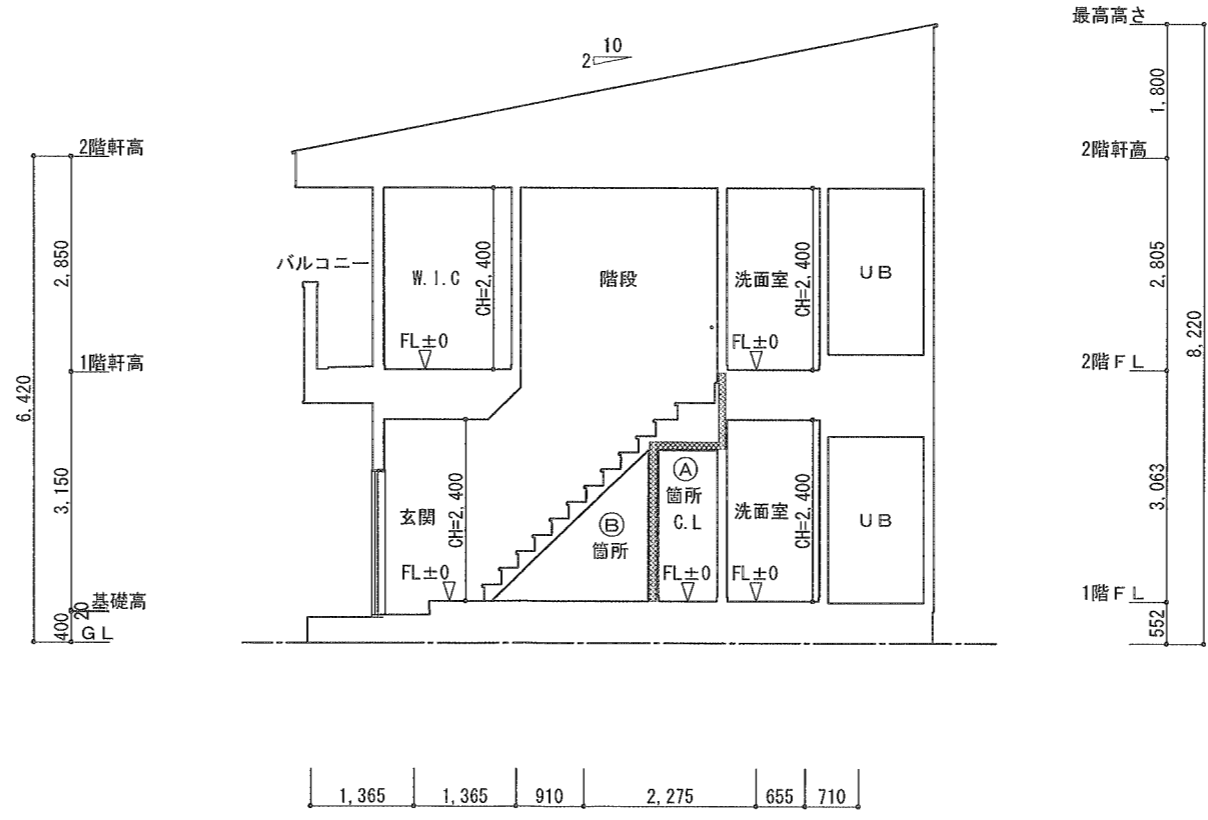 最高高さ
10
2
1,800
2階軒高
2階軒高
2,850
バルコニー
W.I.C
CH=2,400
階段
洗面室
CH=2,400
UB
2,805
8,220
FL±0
FL±0
1階軒高
2階FL
6,420
3,150
玄関
CH=2,400
FL±0
Ⓑ
箇所
Ⓐ
箇所
C.L
FL±0
洗面室
CH=2,400
FL±0
UB
3,063
基礎高
20
400
GL
1階FL
552
1,365
1,365
910
2,275
655
710